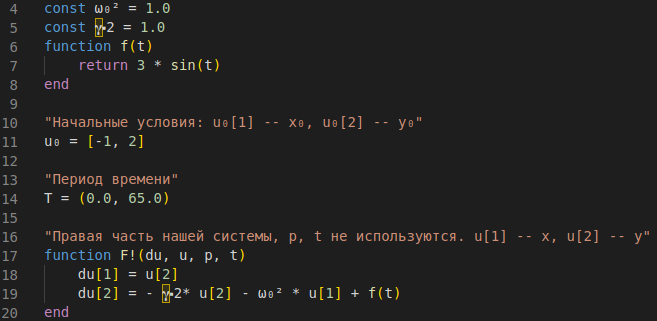 4 const ω₀² = 1.0
5 const γ·2 = 1.0
6 function f(t)
7 return 3 * sin(t)
8 end
9
10 "Начальные условия: u₀[1] -- x₀, u₀[2] -- y₀"
11 u₀ = [-1, 2]
12
13 "Период времени"
14 T = (0.0, 65.0)
15
16 "Правая часть нашей системы, p, t не используются. u[1] -- x, u[2] -- y"
17 function F!(du, u, p, t)
18 du[1] = u[2]
19 du[2] = - γ·2* u[2] - ω₀² * u[1] + f(t)
20 end